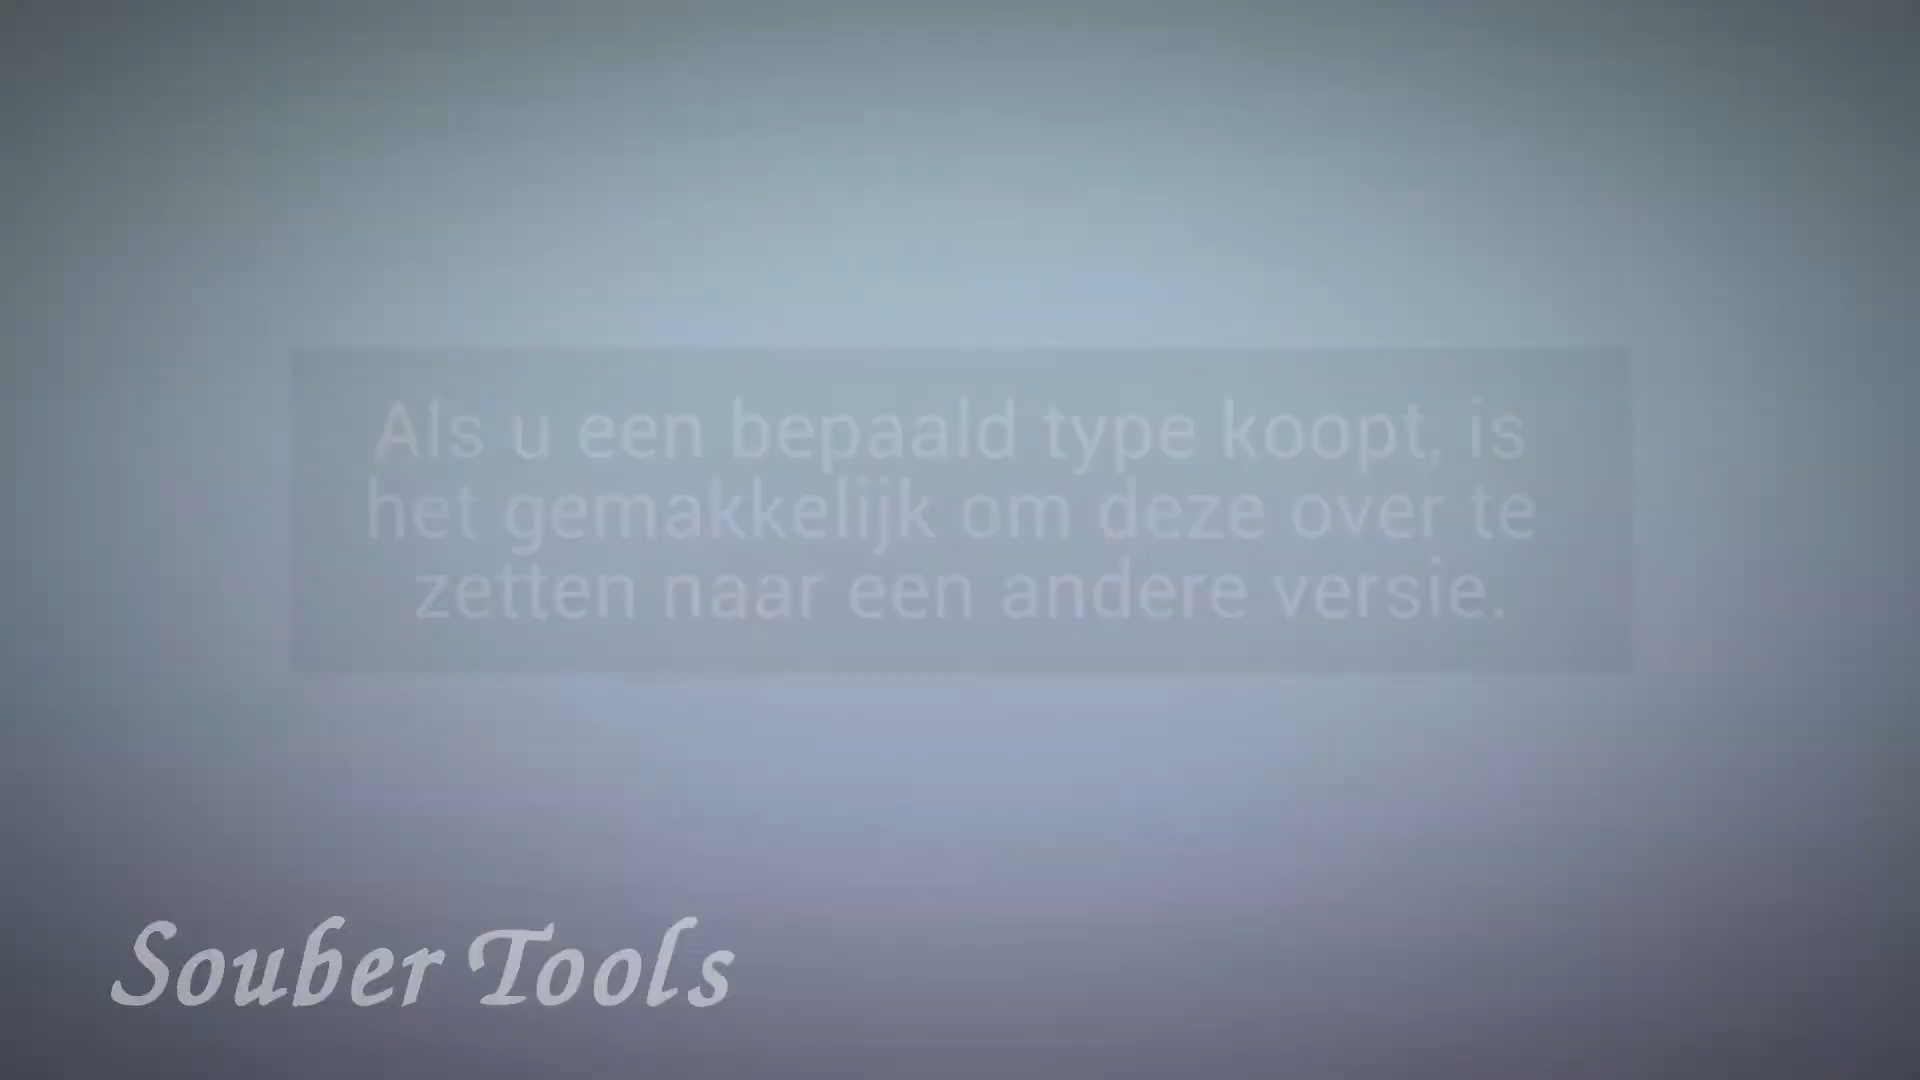 Als u een bepaald type koopt, is
het gemakkelijk om deze over te
zetten naar een andere versie.
Souber Tools